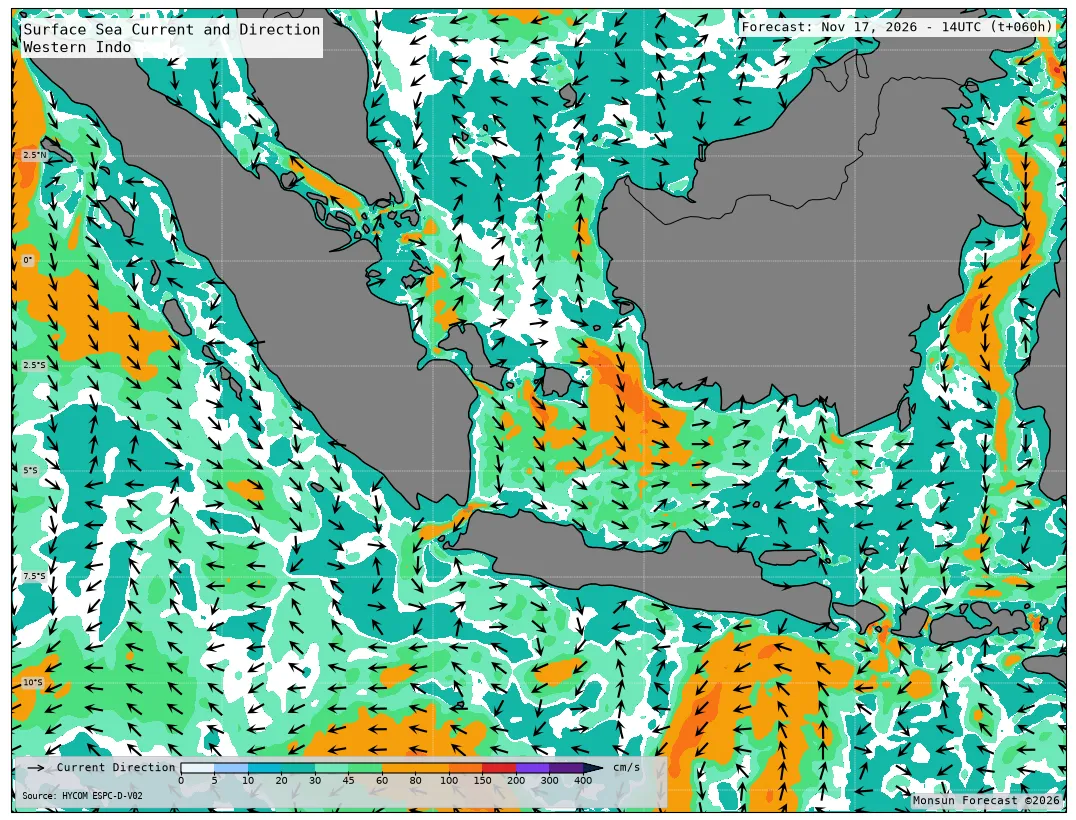 Surface Sea Current and Direction
Western Indo
Forecast: Nov 17, 2026 - 14UTC (t+060h)
2.5°N
0°
2.5°S
5°S
7.5°S
10°S
Current Direction
0 5 10 20 30 45 60 80 100 150 200 300 400 cm/s
Source: HYCOM ESPC-D-V02
Monsun Forecast ©2026